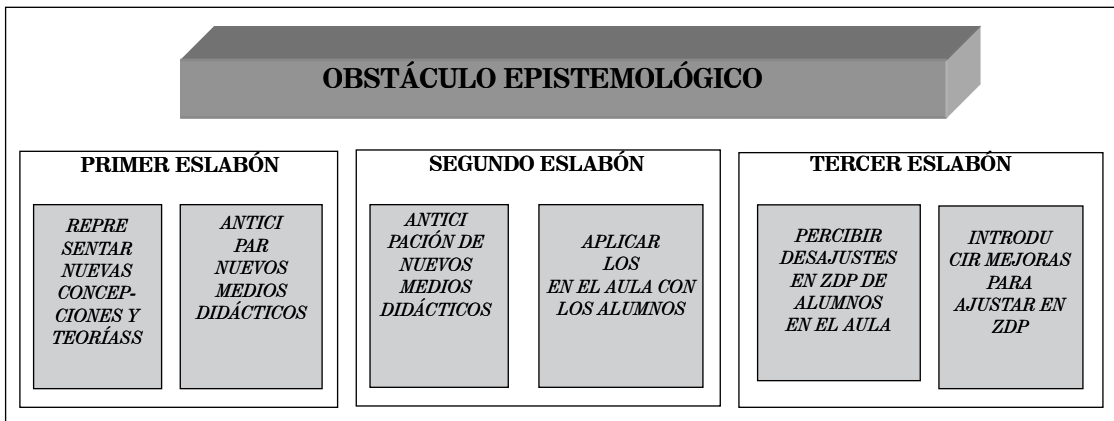 OBSTÁCULO EPISTEMOLÓGICO
PRIMER ESLABÓN
REPRE
SENTAR
NUEVAS
CONCEP-
CIONES Y
TEORÍASS
ANTICI
PAR
NUEVOS
MEDIOS
DIDÁCTICOS
SEGUNDO ESLABÓN
ANTICI
PACIÓN DE
NUEVOS
MEDIOS
DIDÁCTICOS
APLICAR
LOS
EN EL AULA CON
LOS ALUMNOS
TERCER ESLABÓN
PERCIBIR
DESAJUSTES
EN ZDP DE
ALUMNOS
EN EL AULA
INTRODU
CIR MEJORAS
PARA
AJUSTAR EN
ZDP